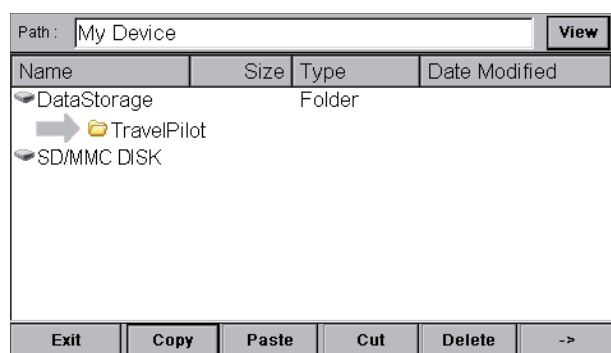 Path : My Device View
Name Size Type Date Modified
DataStorage Folder
TravelPilot
SD/MMC DISK
Exit Copy Paste Cut Delete ->